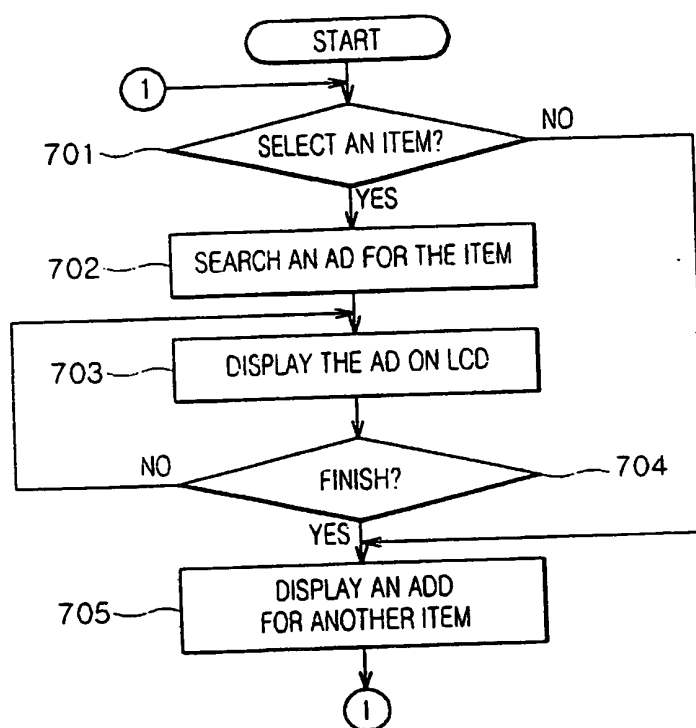 START
1
701
SELECT AN ITEM?
NO
YES
702
SEARCH AN AD FOR THE ITEM
703
DISPLAY THE AD ON LCD
NO
FINISH?
704
YES
705
DISPLAY AN ADD
FOR ANOTHER ITEM
1